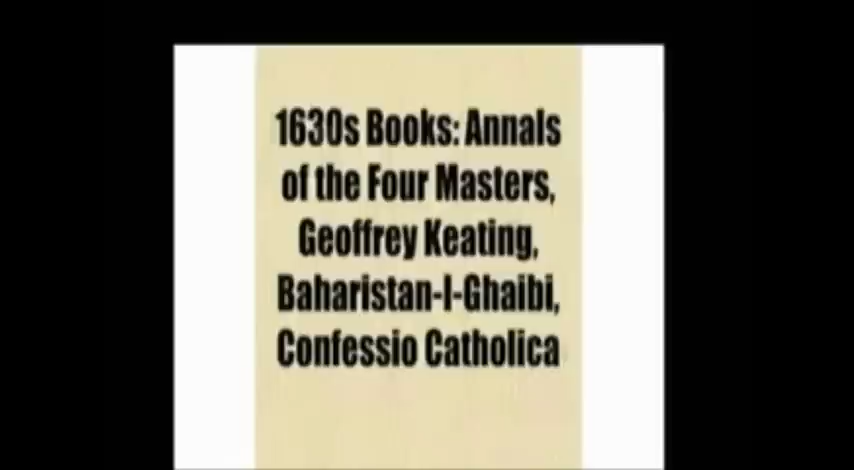 1630s Books: Annals
of the Four Masters,
Geoffrey Keating,
Baharistan-I-Ghaibi,
Confessio Catholica